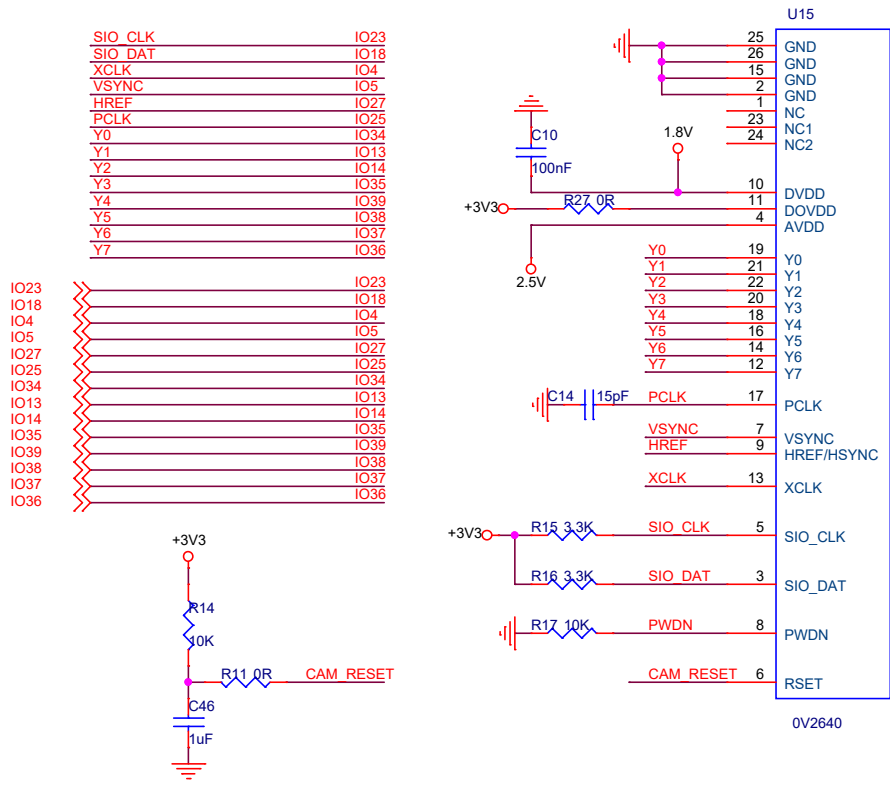 SIO_CLK IO23
SIO_DAT IO18
XCLK IO4
VSYNC IO5
HREF IO27
PCLK IO25
Y0 IO34
Y1 IO13
Y2 IO14
Y3 IO35
Y4 IO39
Y5 IO38
Y6 IO37
Y7 IO36
IO23 IO23
IO18 IO18
IO4 IO4
IO5 IO5
IO27 IO27
IO25 IO25
IO34 IO34
IO13 IO13
IO14 IO14
IO35 IO35
IO39 IO39
IO38 IO38
IO37 IO37
IO36 IO36
+3V3
R14
10K
R11 0R CAM_RESET
C46
1uF
U15
25 GND
26 GND
15 GND
2 GND
1 NC
23 NC1
24 NC2
C10
100nF
1.8V
10 DVDD
+3V3 R27 0R 11 DOVDD
4 AVDD
2.5V
Y0 19 Y0
Y1 21 Y1
Y2 22 Y2
Y3 20 Y3
Y4 18 Y4
Y5 16 Y5
Y6 14 Y6
Y7 12 Y7
C14 15pF PCLK 17 PCLK
VSYNC 7 VSYNC
HREF 9 HREF/HSYNC
XCLK 13 XCLK
+3V3 R15 3.3K SIO_CLK 5 SIO_CLK
R16 3.3K SIO_DAT 3 SIO_DAT
R17 10K PWDN 8 PWDN
CAM_RESET 6 RSET
0V2640